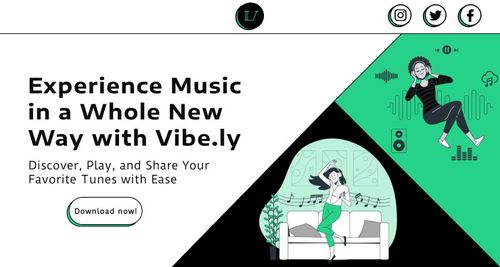 Experience Music
in a Whole New
Way with Vibe.ly
Discover, Play, and Share Your
Favorite Tunes with Ease
Download now!